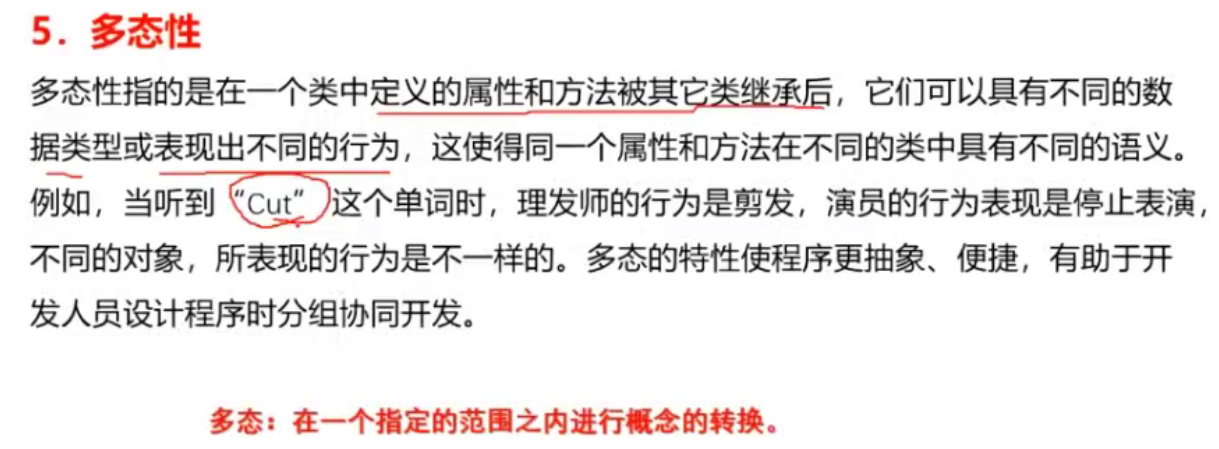 5. 多态性
多态性指的是在一个类中定义的属性和方法被其它类继承后，它们可以具有不同的数
据类型或表现出不同的行为，这使得同一个属性和方法在不同的类中具有不同的语义。
例如，当听到“Cut”这个单词时，理发师的行为是剪发，演员的行为表现是停止表演，
不同的对象，所表现的行为是不一样的。多态的特性使程序更抽象、便捷，有助于开
发人员设计程序时分组协同开发。
多态：在一个指定的范围之内进行概念的转换。